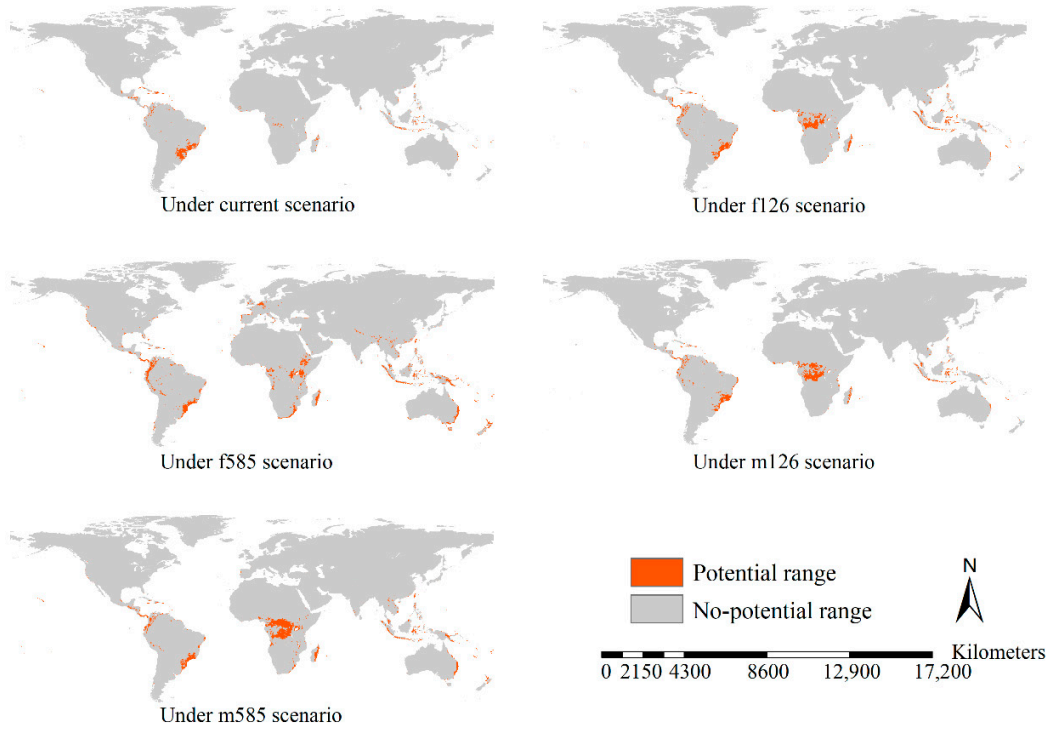 Under current scenario
Under f126 scenario
Under f585 scenario
Under m126 scenario
Under m585 scenario
Potential range
No-potential range
N
Kilometers
0 2150 4300 8600 12,900 17,200